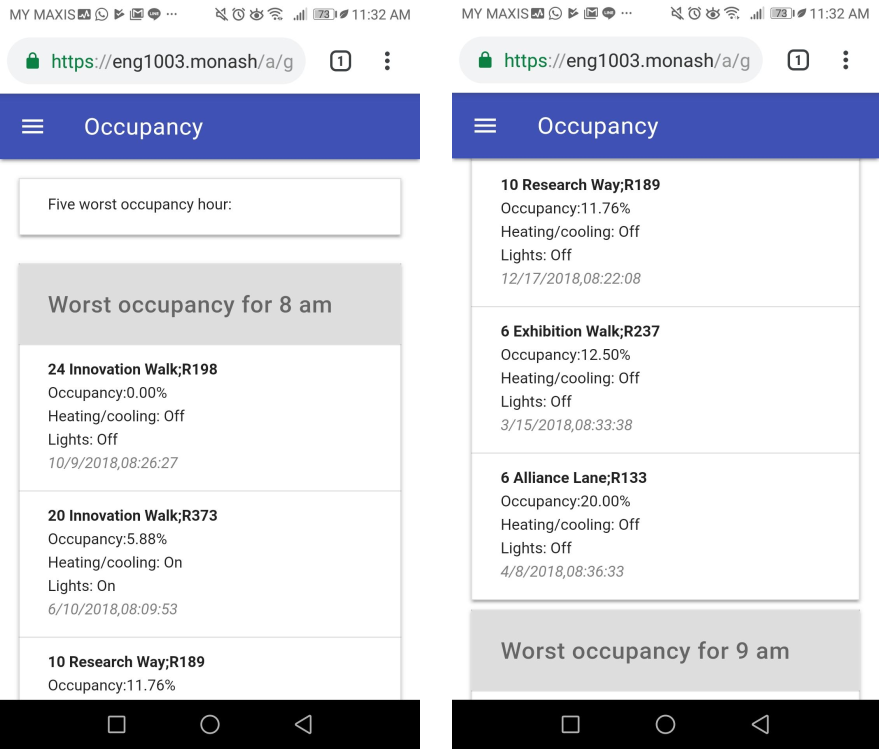 MY MAXIS 73 11:32 AM
https://eng1003.monash/a/g 1
Occupancy
Five worst occupancy hour:
Worst occupancy for 8 am
24 Innovation Walk;R198
Occupancy:0.00%
Heating/cooling: Off
Lights: Off
10/9/2018,08:26:27
20 Innovation Walk;R373
Occupancy:5.88%
Heating/cooling: On
Lights: On
6/10/2018,08:09:53
10 Research Way;R189
Occupancy:11.76%
MY MAXIS 73 11:32 AM
https://eng1003.monash/a/g 1
Occupancy
10 Research Way;R189
Occupancy:11.76%
Heating/cooling: Off
Lights: Off
12/17/2018,08:22:08
6 Exhibition Walk;R237
Occupancy:12.50%
Heating/cooling: Off
Lights: Off
3/15/2018,08:33:38
6 Alliance Lane;R133
Occupancy:20.00%
Heating/cooling: Off
Lights: Off
4/8/2018,08:36:33
Worst occupancy for 9 am